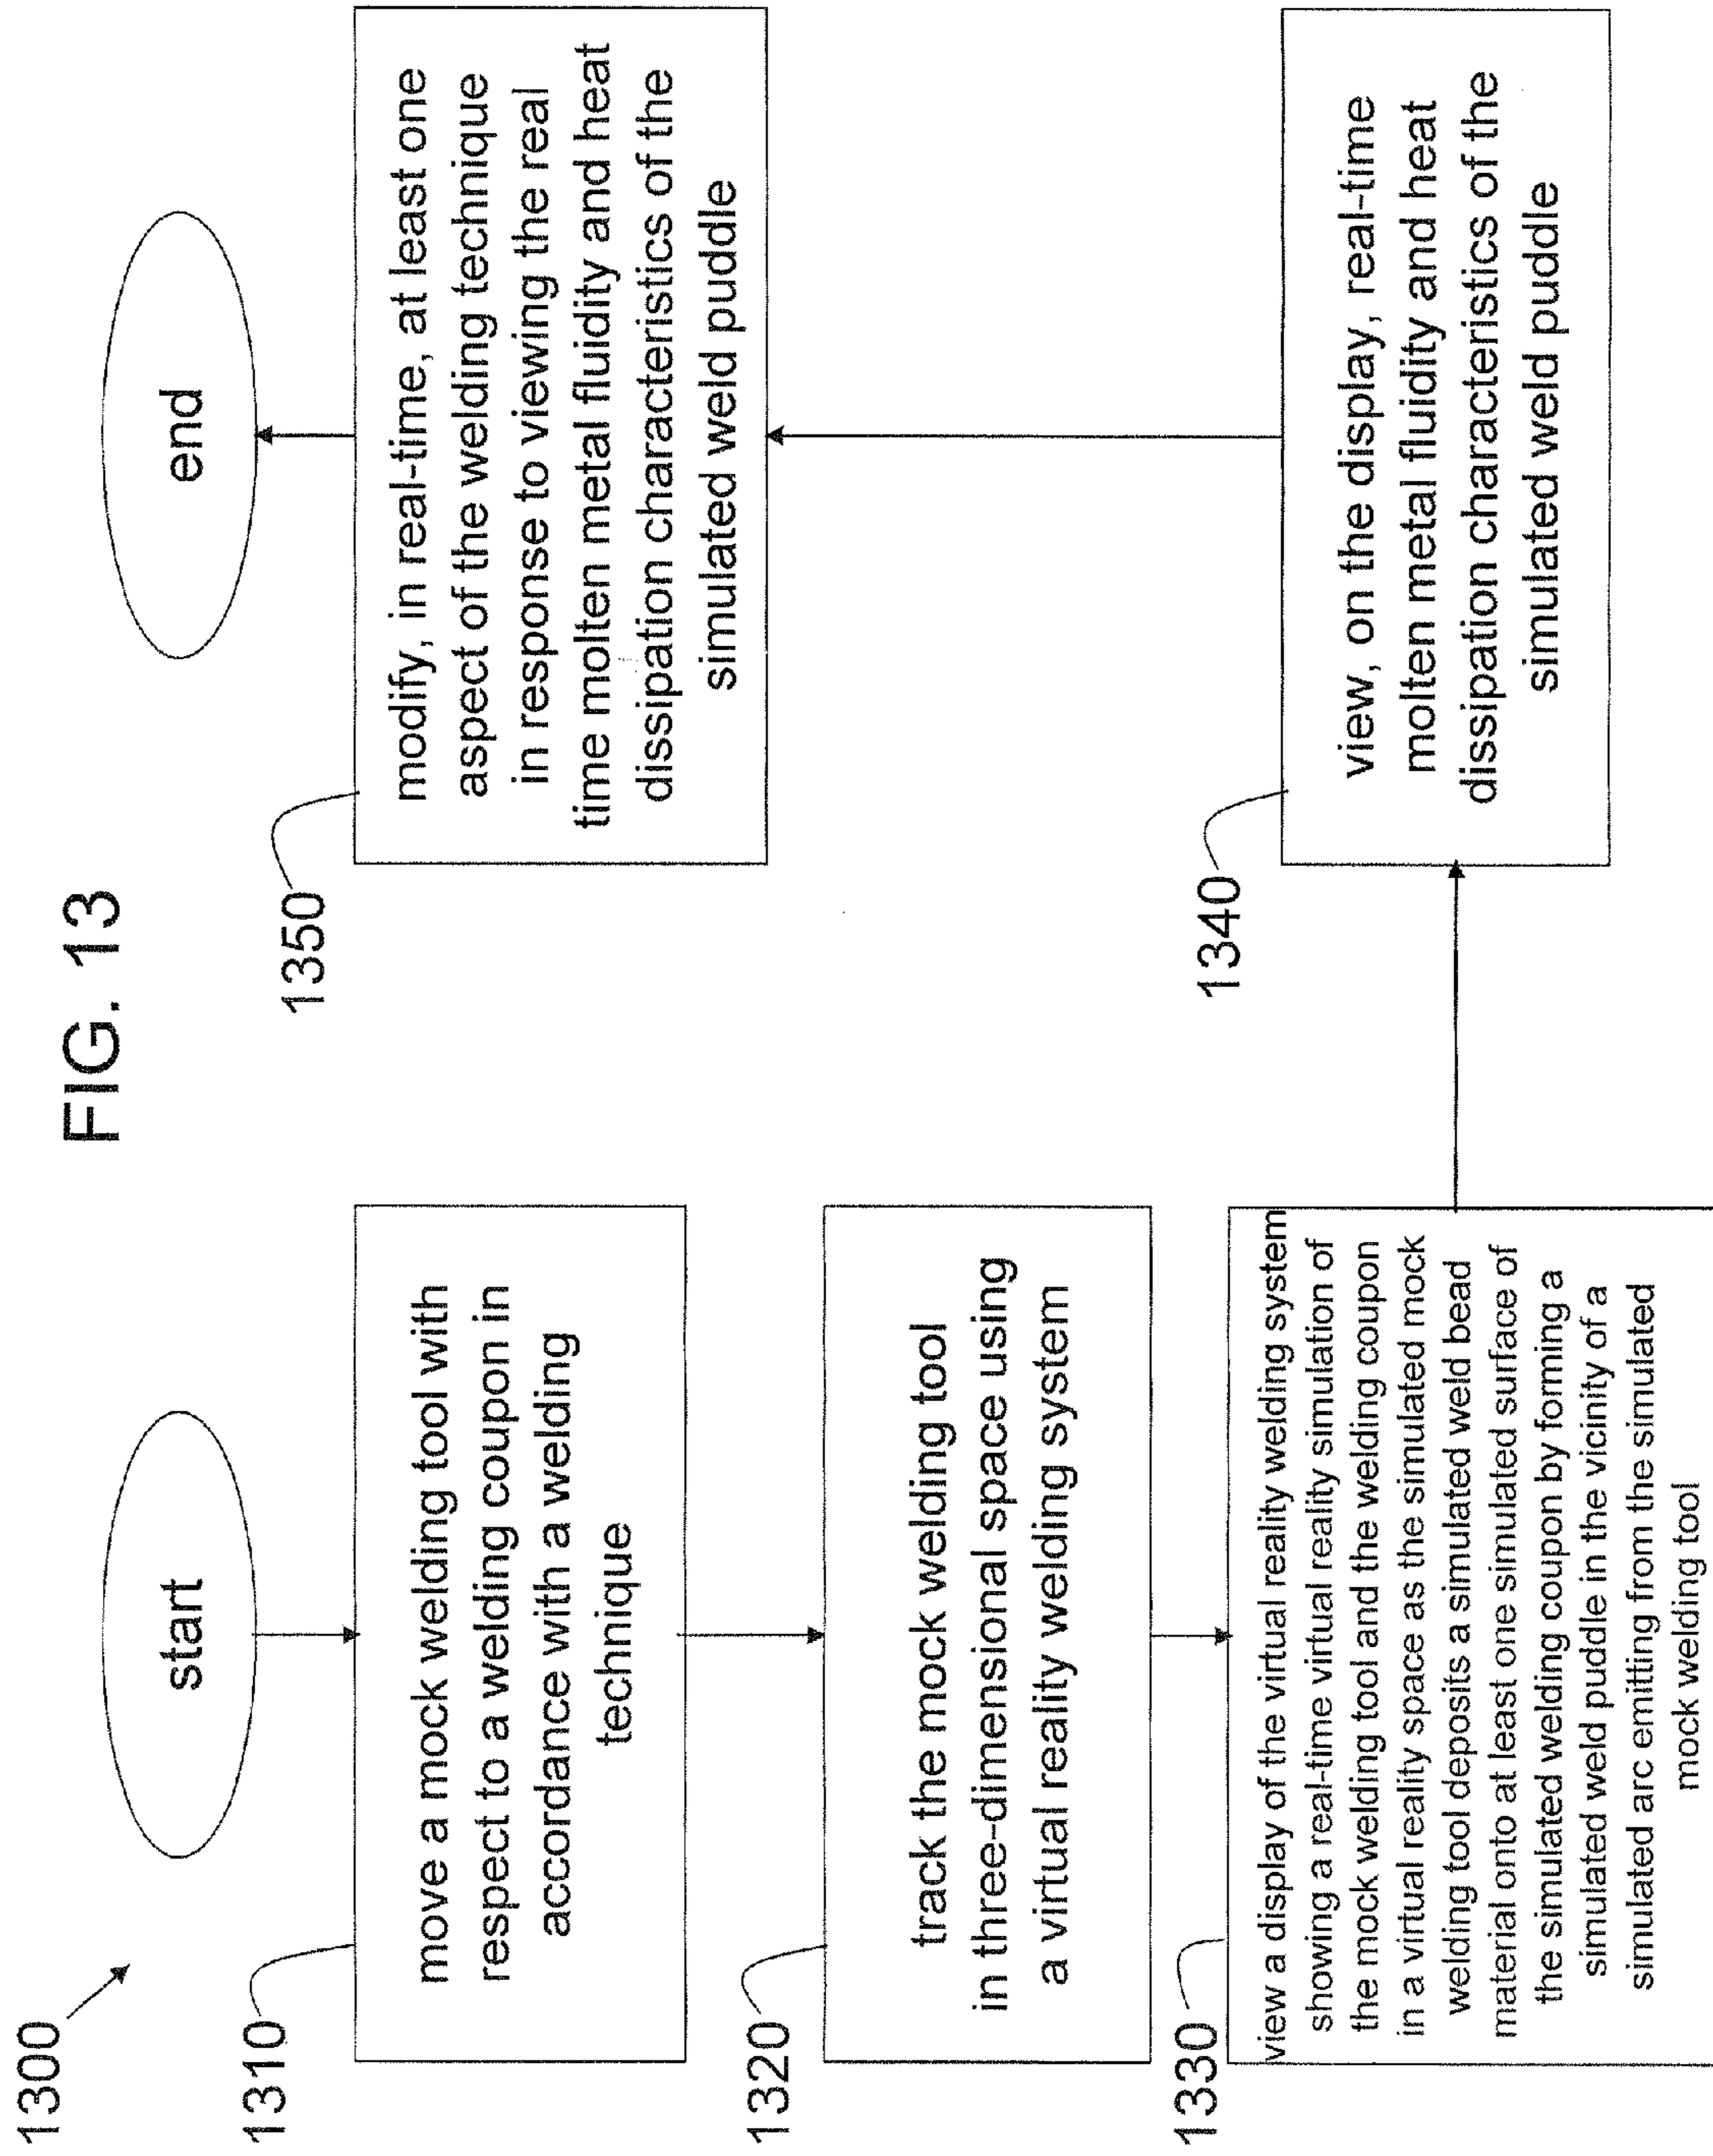 FIG. 13
1300
start
1310
move a mock welding tool with
respect to a welding coupon in
accordance with a welding
technique
1320
track the mock welding tool
in three-dimensional space using
a virtual reality welding system
1330
view a display of the virtual reality welding system
showing a real-time virtual reality simulation of
the mock welding tool and the welding coupon
in a virtual reality space as the simulated mock
welding tool deposits a simulated weld bead
material onto at least one simulated surface of
the simulated welding coupon by forming a
simulated weld puddle in the vicinity of a
simulated arc emitting from the simulated
mock welding tool
1340
view, on the display, real-time
molten metal fluidity and heat
dissipation characteristics of the
simulated weld puddle
1350
modify, in real-time, at least one
aspect of the welding technique
in response to viewing the real
time molten metal fluidity and heat
dissipation characteristics of the
simulated weld puddle
end